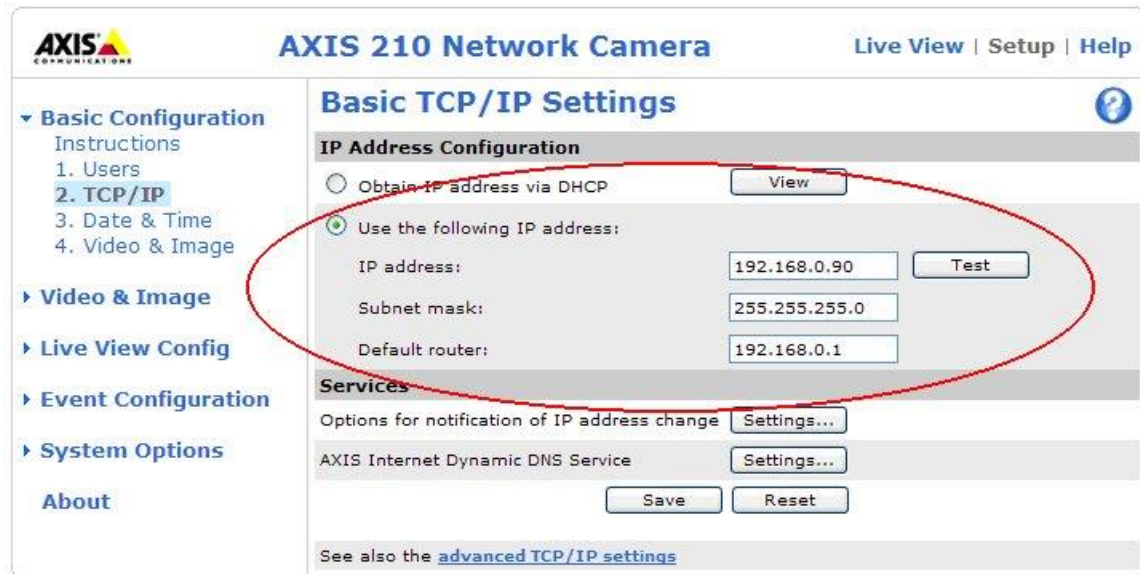 AXIS
COMMUNICATIONS
AXIS 210 Network Camera
Live View | Setup | Help
Basic Configuration
Instructions
1. Users
2. TCP/IP
3. Date & Time
4. Video & Image
Video & Image
Live View Config
Event Configuration
System Options
About
Basic TCP/IP Settings
?
IP Address Configuration
Obtain IP address via DHCP View
Use the following IP address:
IP address: 192.168.0.90 Test
Subnet mask: 255.255.255.0
Default router: 192.168.0.1
Services
Options for notification of IP address change Settings...
AXIS Internet Dynamic DNS Service Settings...
Save Reset
See also the advanced TCP/IP settings